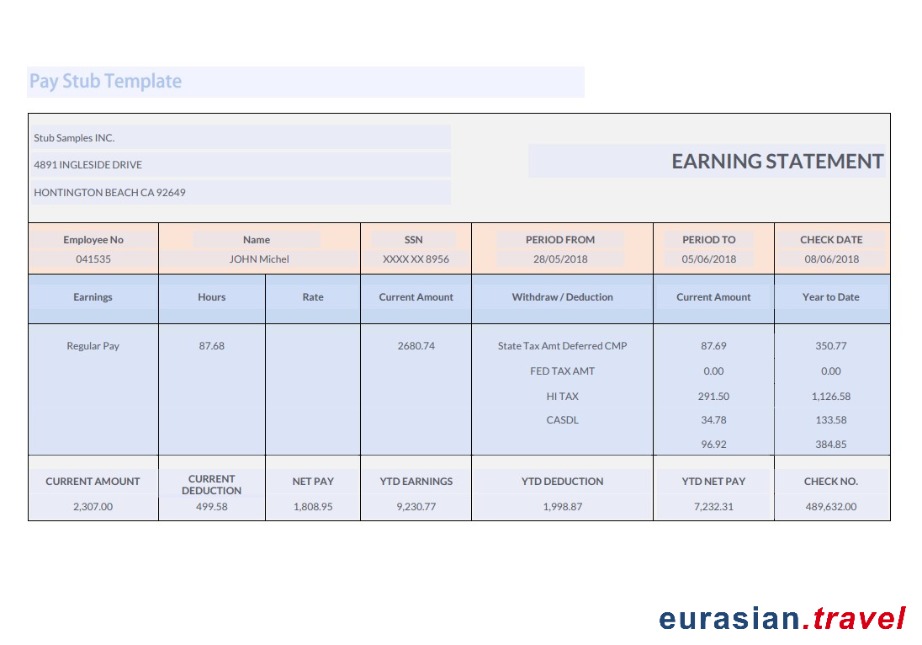 Pay Stub Template
Stub Samples INC.
4891 INGLESIDE DRIVE
EARNING STATEMENT
HONTINGTON BEACH CA 92649
Employee No Name SSN PERIOD FROM PERIOD TO CHECK DATE
041535 JOHN Michel XXXX XX 8956 28/05/2018 05/06/2018 08/06/2018
Earnings Hours Rate Current Amount Withdraw / Deduction Current Amount Year to Date
Regular Pay 87.68 2680.74 State Tax Amt Deferred CMP 87.69 350.77
FED TAX AMT 0.00 0.00
HI TAX 291.50 1,126.58
CASDL 34.78 133.58
96.92 384.85
CURRENT AMOUNT CURRENT DEDUCTION NET PAY YTD EARNINGS YTD DEDUCTION YTD NET PAY CHECK NO.
2,307.00 499.58 1,808.95 9,230.77 1,998.87 7,232.31 489,632.00
eurasian.travel